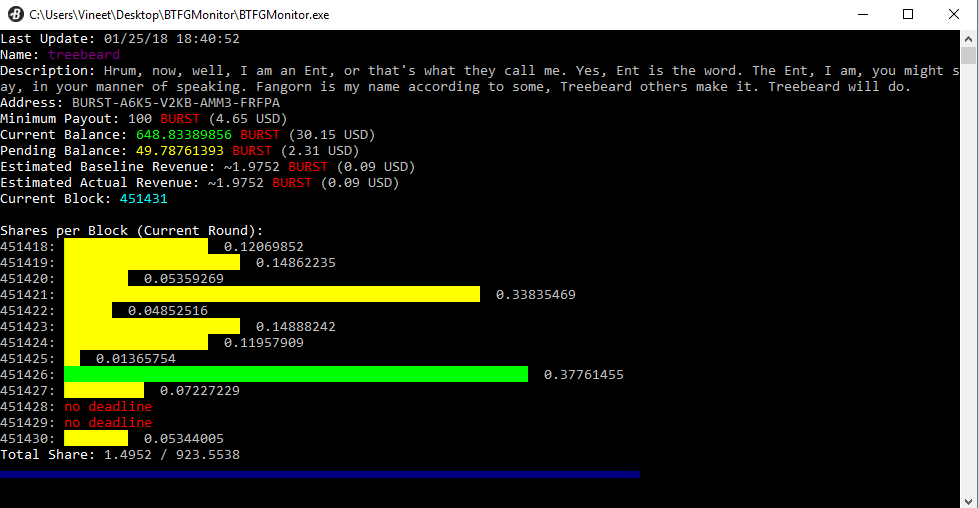 C:\Users\Vineet\Desktop\BTFGMonitor\BTFGMonitor.exe
Last Update: 01/25/18 18:40:52
Name: treebeard
Description: Hrum, now, well, I am an Ent, or that's what they call me. Yes, Ent is the word. The Ent, I am, you might s
ay, in your manner of speaking. Fangorn is my name according to some, Treebeard others make it. Treebeard will do.
Address: BURST-A6K5-V2KB-AMM3-FRFPA
Minimum Payout: 100 BURST (4.65 USD)
Current Balance: 648.83389856 BURST (30.15 USD)
Pending Balance: 49.78761393 BURST (2.31 USD)
Estimated Baseline Revenue: ~1.9752 BURST (0.09 USD)
Estimated Actual Revenue: ~1.9752 BURST (0.09 USD)
Current Block: 451431
Shares per Block (Current Round):
451418: 0.12069852
451419: 0.14862235
451420: 0.05359269
451421: 0.33835469
451422: 0.04852516
451423: 0.14888242
451424: 0.11957909
451425: 0.01365754
451426: 0.37761455
451427: 0.07227229
451428: no deadline
451429: no deadline
451430: 0.05344005
Total Share: 1.4952 / 923.5538